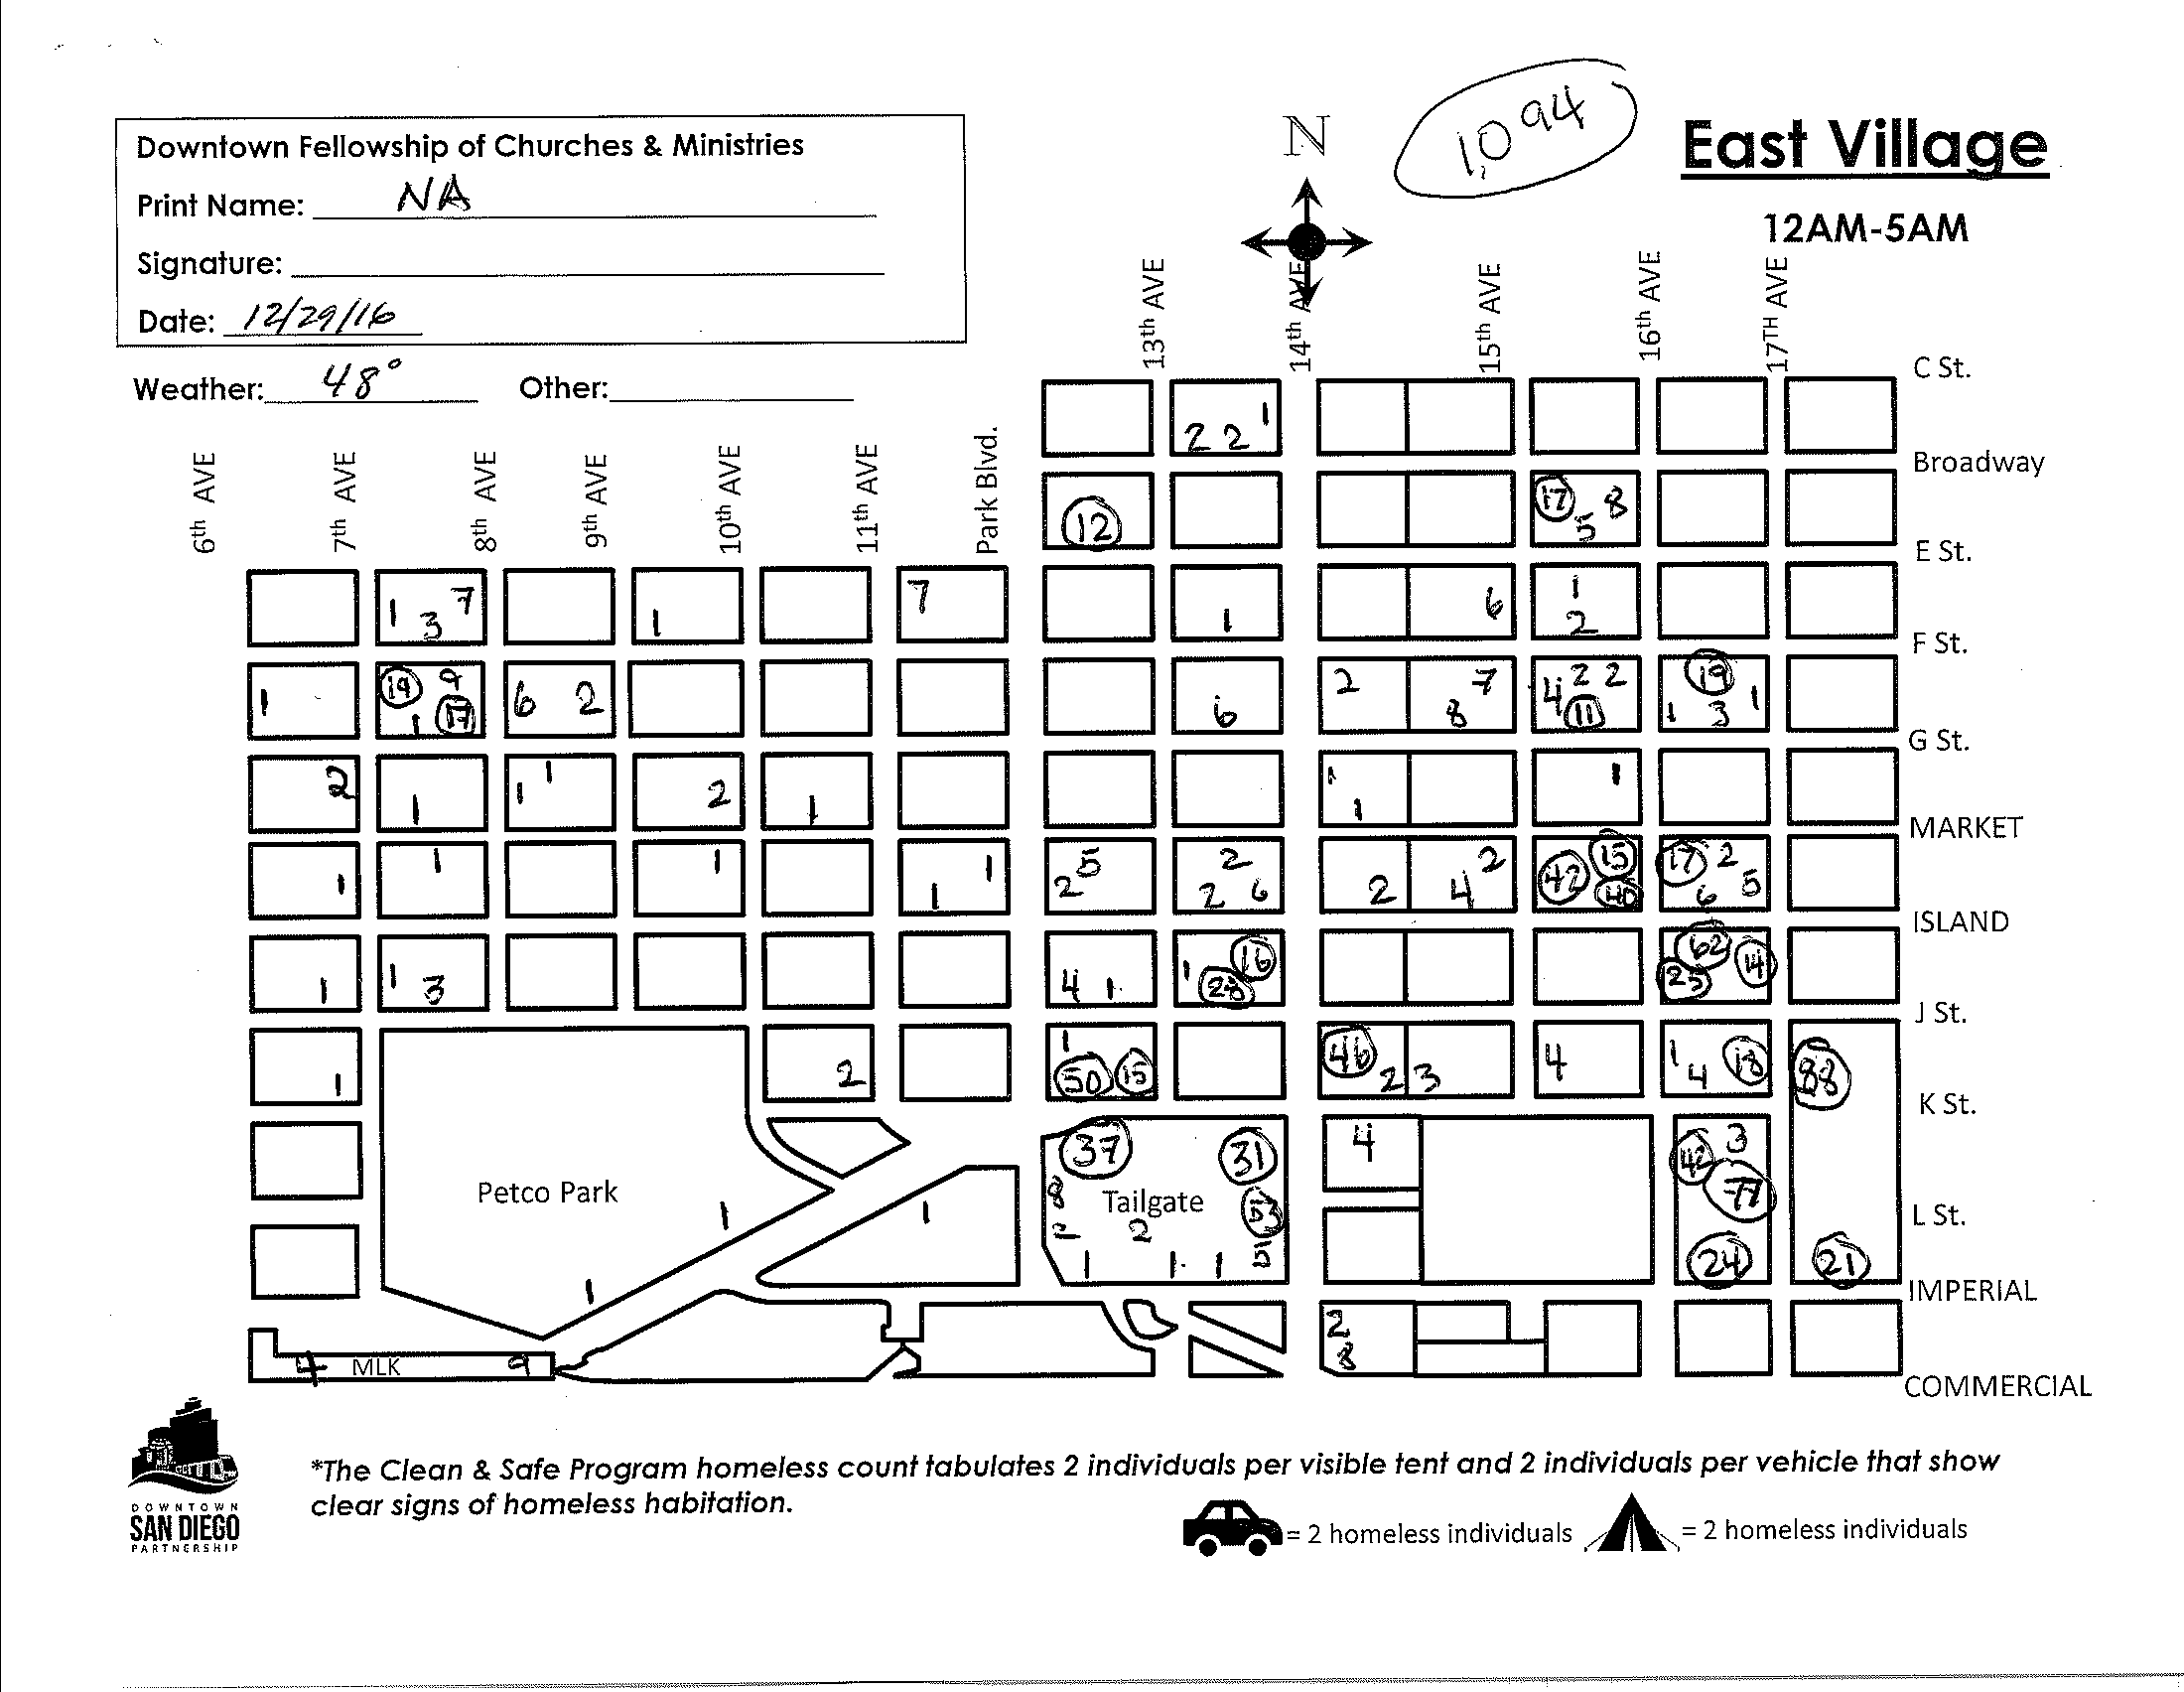 1,094
East Village
12AM-5AM
Downtown Fellowship of Churches & Ministries
Print Name: NA
Signature:
Date: 12/29/16
Weather: 48° Other:
N
6th AVE 7th AVE 8th AVE 9th AVE 10th AVE 11th AVE Park Blvd. 13th AVE 14th AVE 15th AVE 16th AVE 17TH AVE
C St.
2 2 1
Broadway
12 17 5 8
E St.
1 3 7 1 7 1 6 1 2
F St.
1 19 9 1 17 6 2 6 2 7 8 4 2 2 11 19 1 3 1
G St.
2 1 1 1 2 1 1 1 1
MARKET
1 1 1 1 1 2 5 2 2 6 2 4 2 42 15 40 17 2 6 5
ISLAND
1 1 3 4 1 1 16 28 62 14 25
J St.
1 2 1 50 15 46 2 3 4 1 4 18 88
K St.
Petco Park 1 1 1
37 31 8 Tailgate 2 53 1 1 1
4 42 3 77 24 21
L St.
IMPERIAL
4 MLK 9 2 8
COMMERCIAL
DOWNTOWN
SAN DIEGO
PARTNERSHIP
*The Clean & Safe Program homeless count tabulates 2 individuals per visible tent and 2 individuals per vehicle that show
clear signs of homeless habitation.
= 2 homeless individuals = 2 homeless individuals